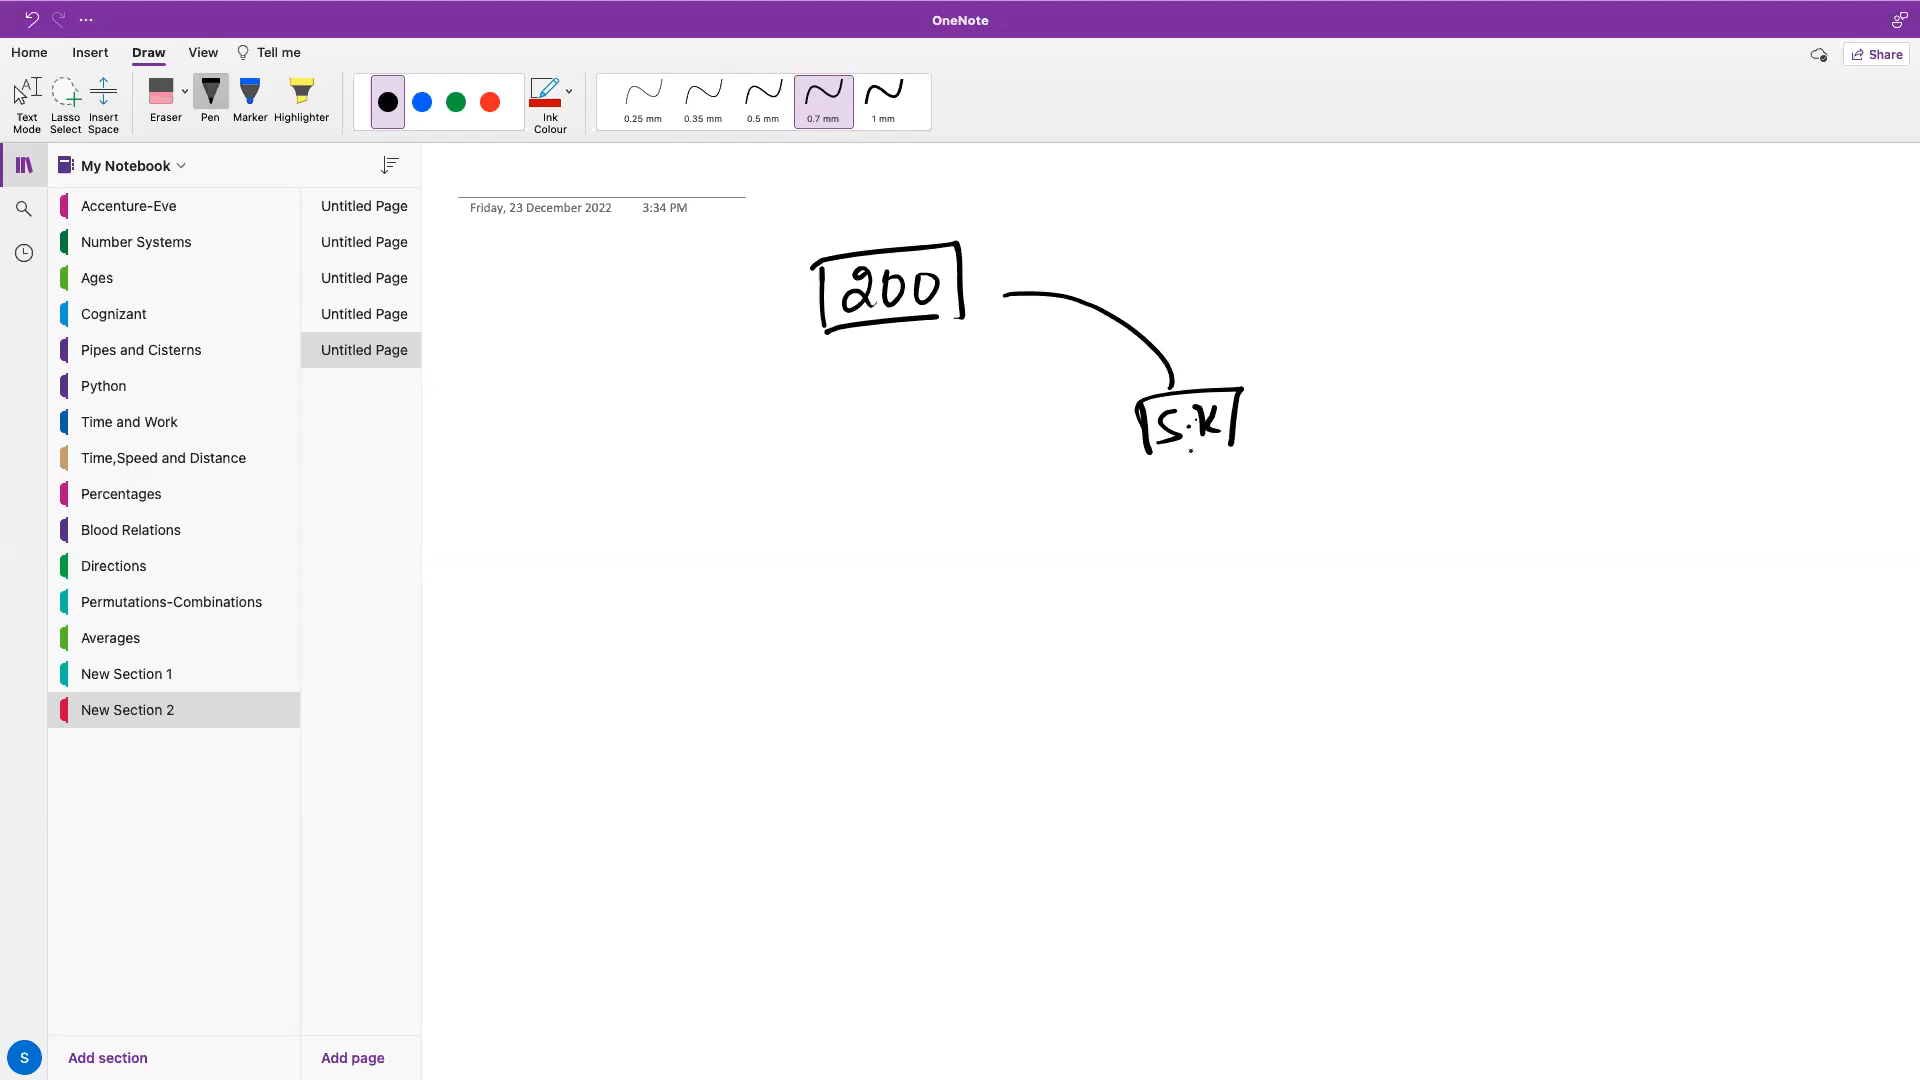 OneNote
Home Insert Draw View Tell me
Share
Text Mode
Lasso Select
Insert Space
Eraser
Pen
Marker
Highlighter
Ink Colour
0.25 mm
0.35 mm
0.5 mm
0.7 mm
1 mm
My Notebook
Accenture-Eve
Number Systems
Ages
Cognizant
Pipes and Cisterns
Python
Time and Work
Time,Speed and Distance
Percentages
Blood Relations
Directions
Permutations-Combinations
Averages
New Section 1
New Section 2
Add section
Untitled Page
Untitled Page
Untitled Page
Untitled Page
Untitled Page
Add page
Friday, 23 December 2022 3:34 PM
200
S.K
S